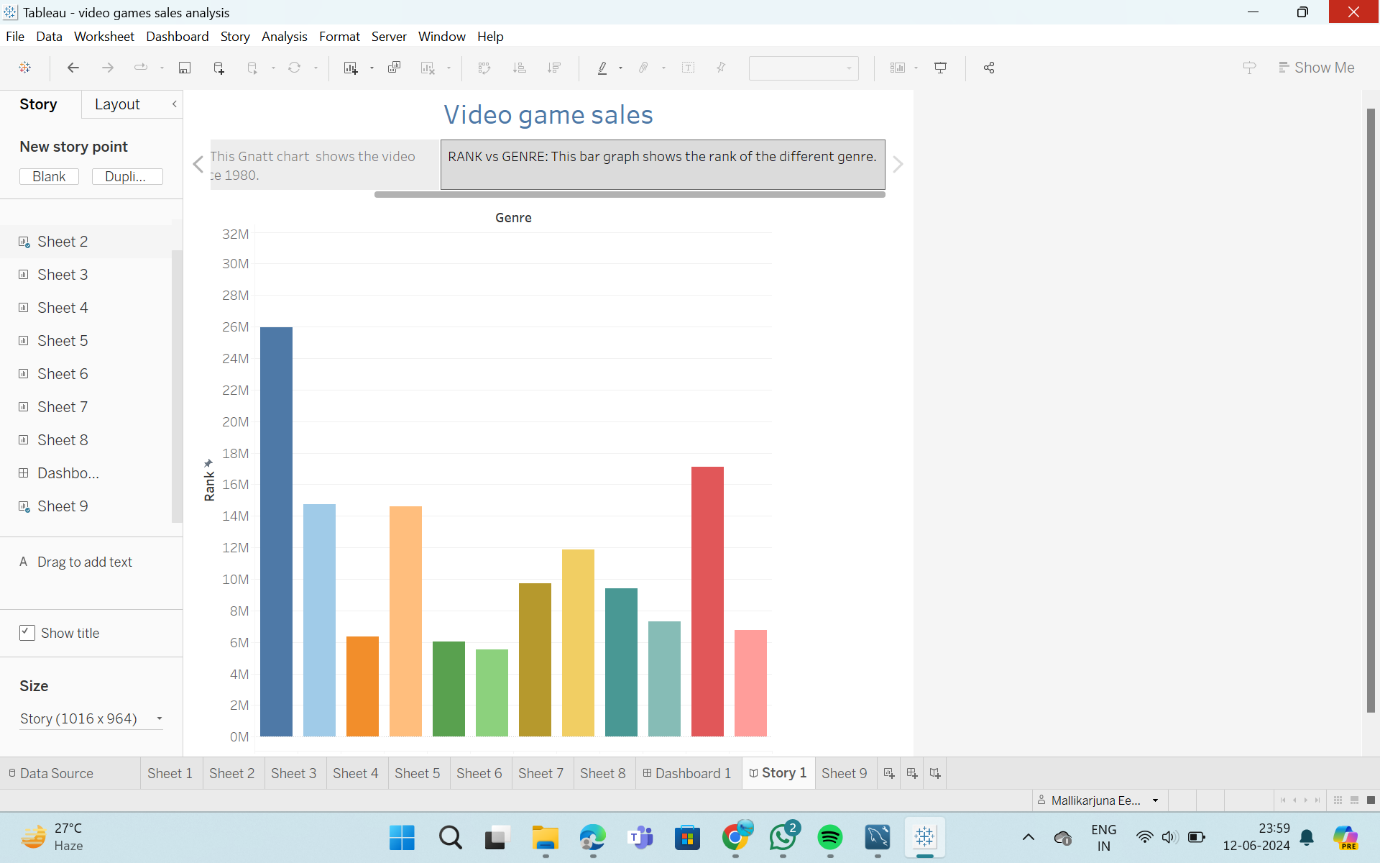 Tableau - video games sales analysis
File Data Worksheet Dashboard Story Analysis Format Server Window Help
Show Me
Story Layout
New story point
Blank Dupli...
Sheet 2
Sheet 3
Sheet 4
Sheet 5
Sheet 6
Sheet 7
Sheet 8
Dashbo...
Sheet 9
A Drag to add text
Show title
Size
Story (1016 x 964)
Video game sales
This Gnatt chart shows the video
ce 1980.
RANK vs GENRE: This bar graph shows the rank of the different genre.
Genre
32M
30M
28M
26M
24M
22M
20M
18M
16M
14M
12M
10M
8M
6M
4M
2M
0M
Rank
Data Source Sheet 1 Sheet 2 Sheet 3 Sheet 4 Sheet 5 Sheet 6 Sheet 7 Sheet 8 Dashboard 1 Story 1 Sheet 9
Mallikarjuna Ee...
27°C
Haze
2
ENG
IN
23:59
12-06-2024
PRE